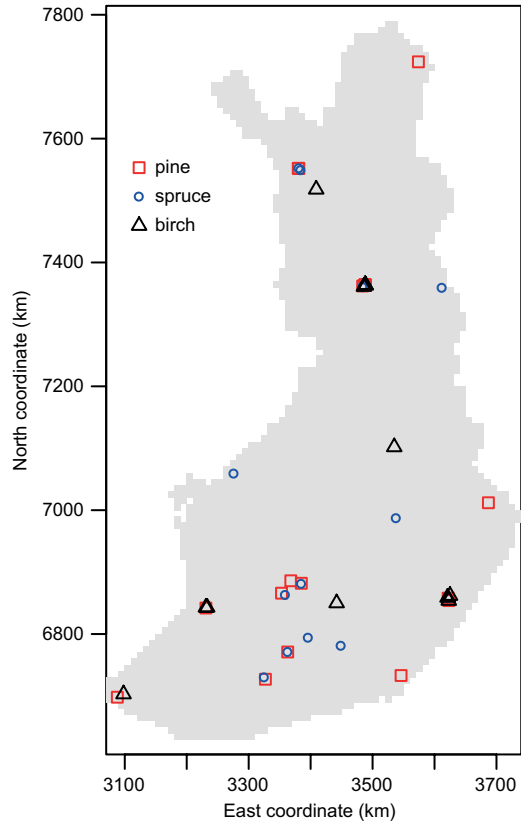 7800
7600
pine
spruce
birch
7400
North coordinate (km)
7200
7000
6800
3100
3300
3500
3700
East coordinate (km)